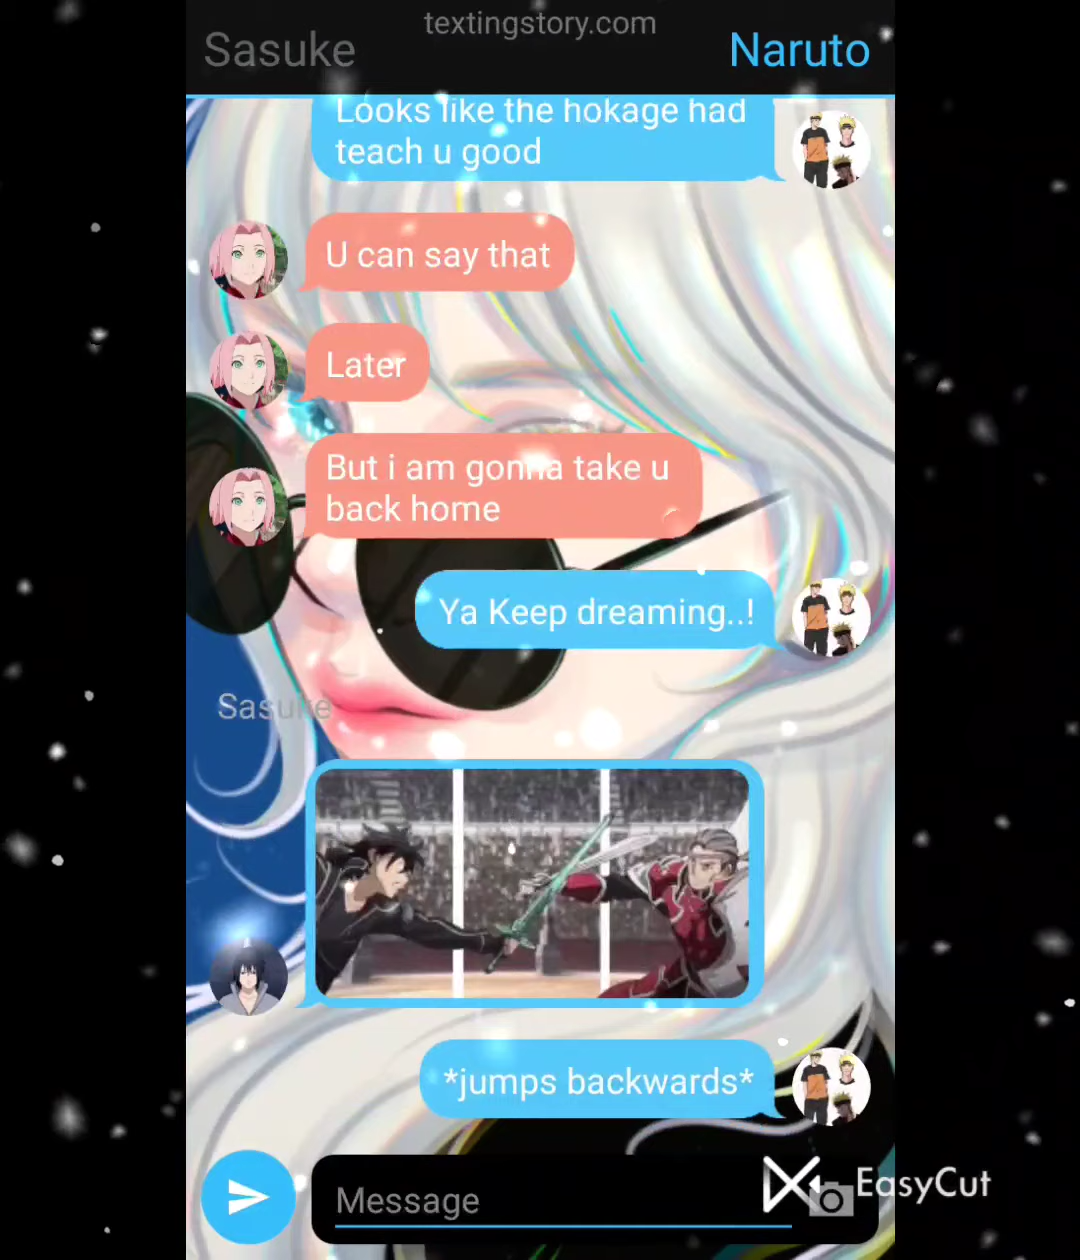 textingstory.com
Sasuke
Naruto
Looks like the hokage had
teach u good
U can say that
Later
But i am gonna take u
back home
Ya Keep dreaming..!
Sasuke
*jumps backwards*
Message
EasyCut